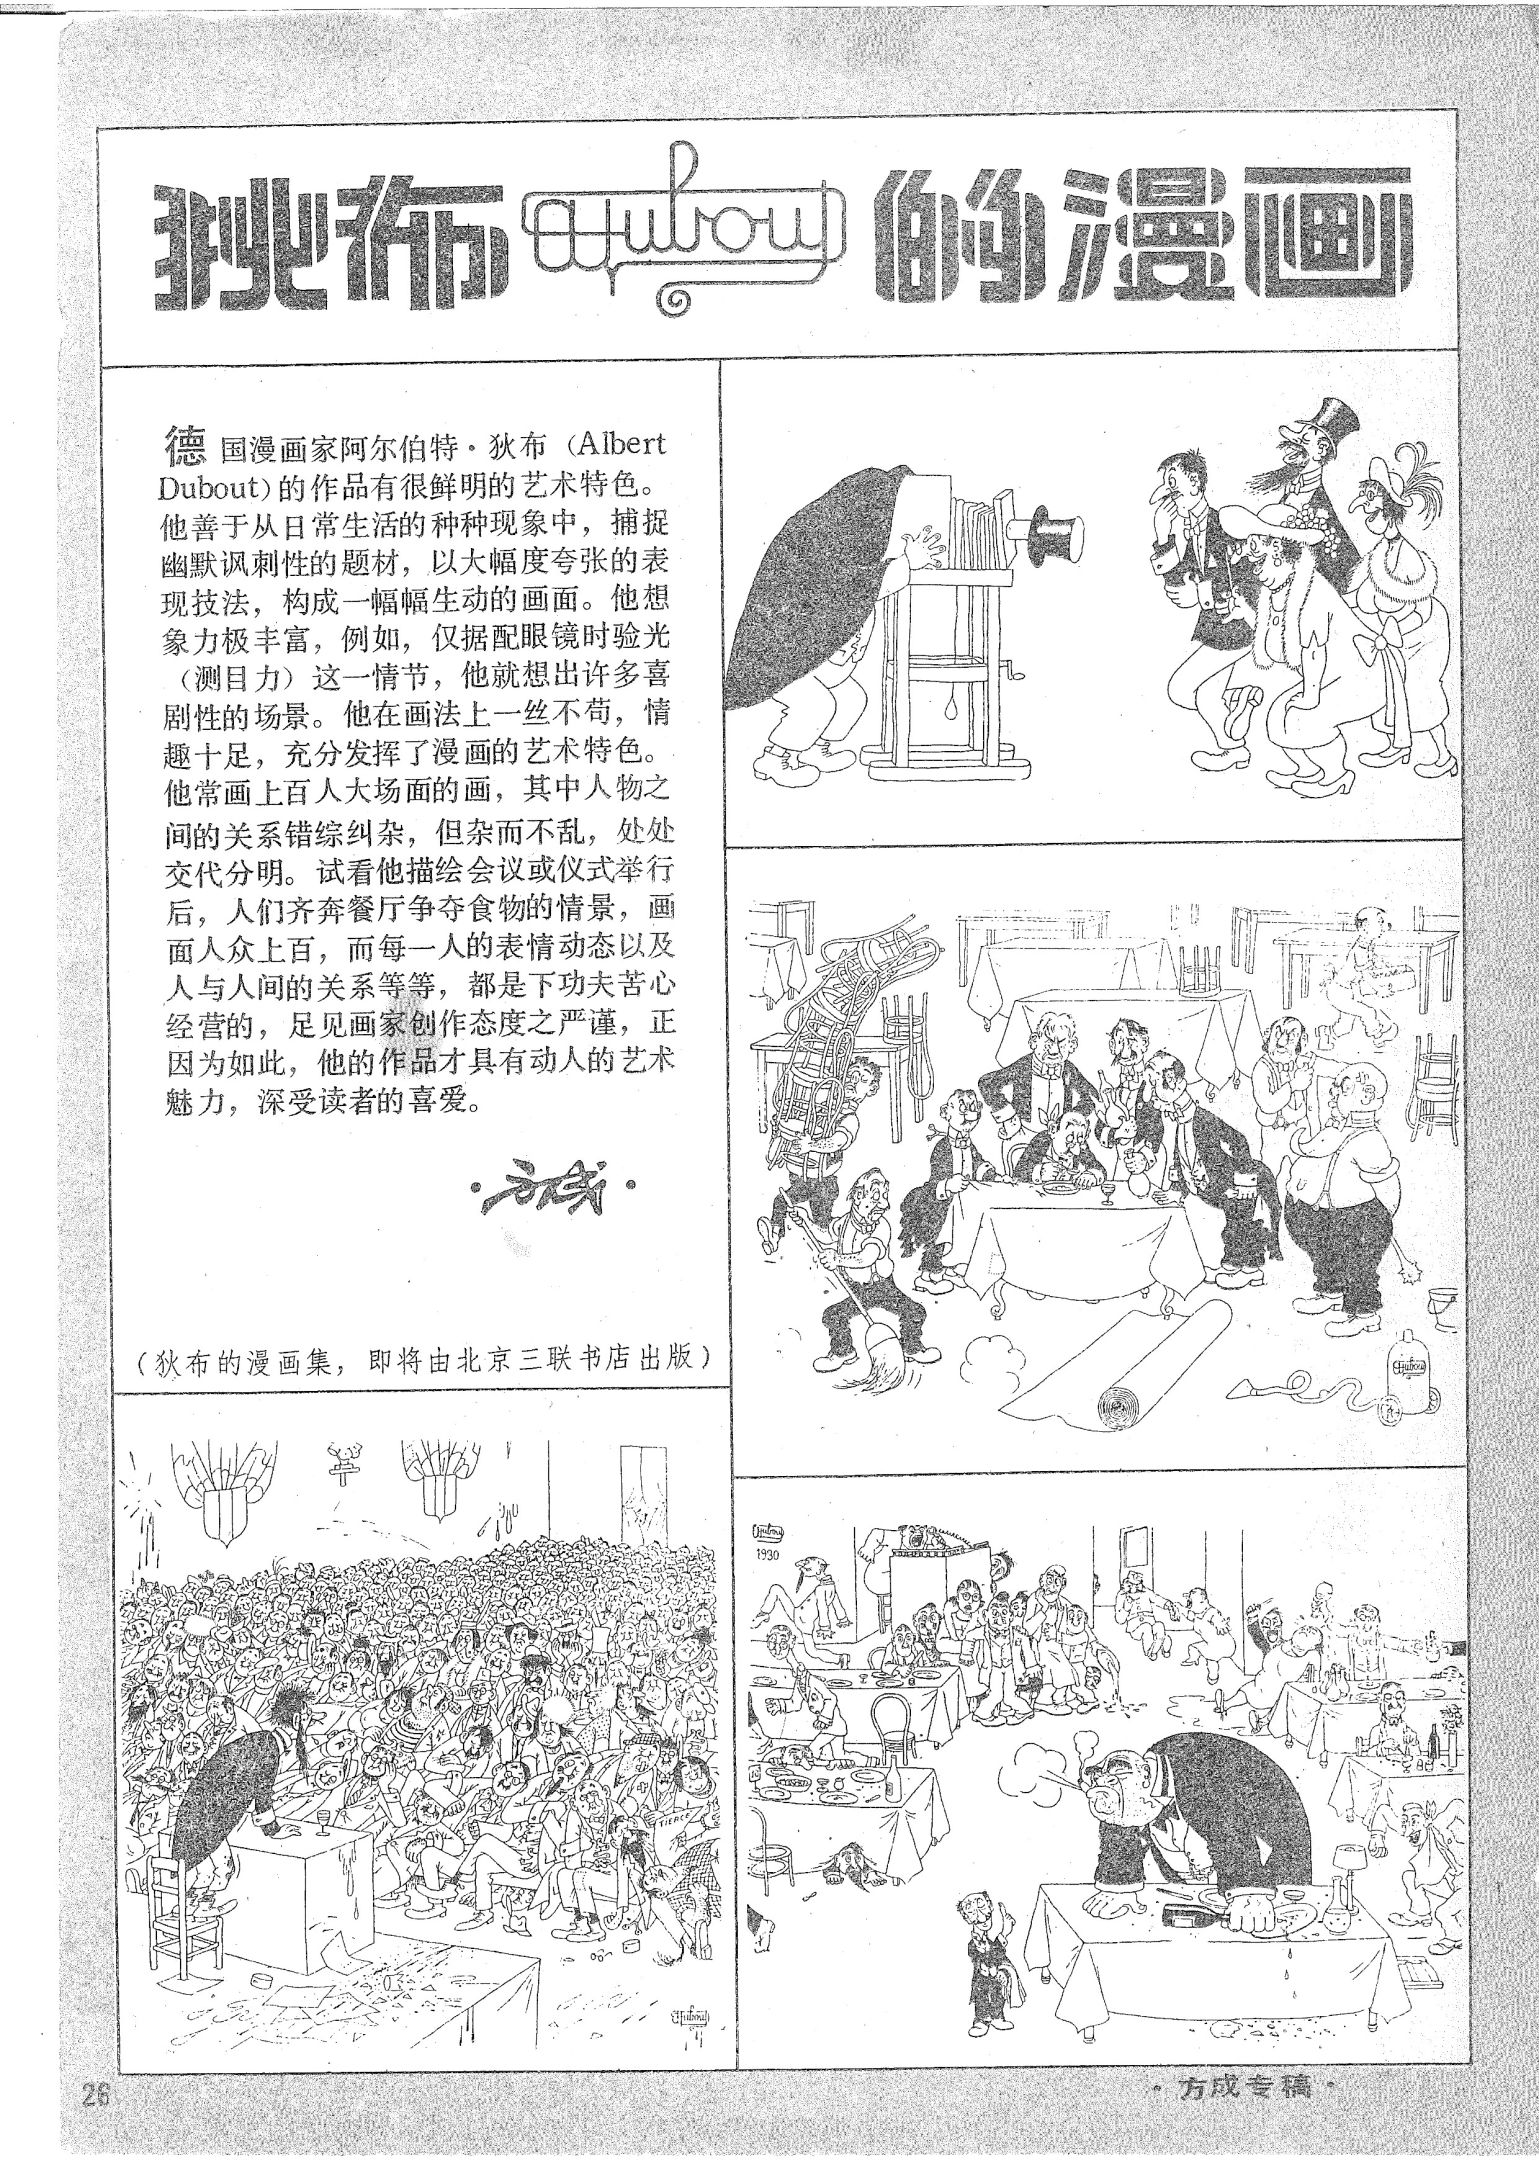 狄布 Dubout 的漫画
德国漫画家阿尔伯特·狄布（Albert
Dubout)的作品有很鲜明的艺术特色。
他善于从日常生活的种种现象中，捕捉
幽默讽刺性的题材，以大幅度夸张的表
现技法，构成一幅幅生动的画面。他想
象力极丰富，例如，仅据配眼镜时验光
（测目力）这一情节，他就想出许多喜
剧性的场景。他在画法上一丝不苟，情
趣十足，充分发挥了漫画的艺术特色。
他常画上百人大场面的画，其中人物之
间的关系错综纠杂，但杂而不乱，处处
交代分明。试看他描绘会议或仪式举行
后，人们齐奔餐厅争夺食物的情景，画
面人众上百，而每一人的表情动态以及
人与人间的关系等等，都是下功夫苦心
经营的，足见画家创作态度之严谨，正
因为如此，他的作品才具有动人的艺术
魅力，深受读者的喜爱。
·方成·
（狄布的漫画集，即将由北京三联书店出版）
Dubout
TIERCÉ
Dubout
Dubout
1930
26
·方成专稿·